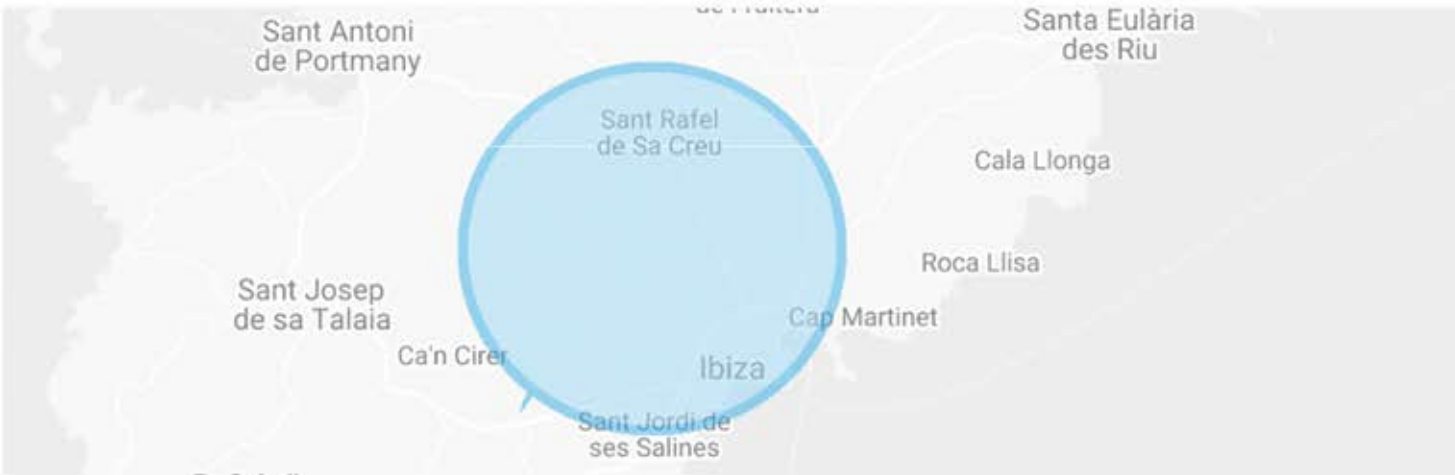 Sant Antoni
de Portmany
Santa Eulària
des Riu
Sant Rafel
de Sa Creu
Cala Llonga
Roca Llisa
Sant Josep
de sa Talaia
Cap Martinet
Ca'n Cirer
Ibiza
Sant Jordi de
ses Salines